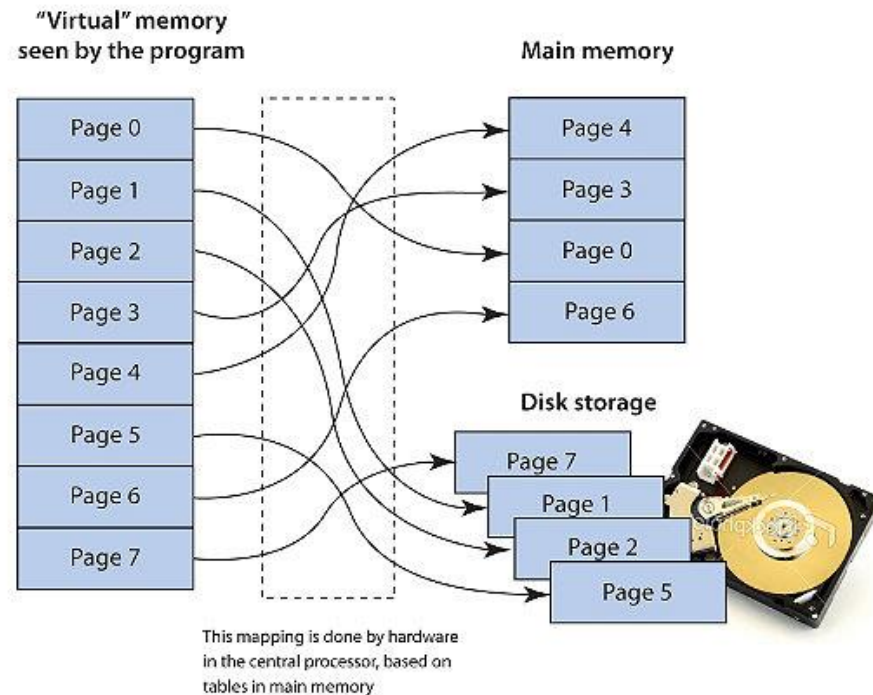 “Virtual” memory
seen by the program
Main memory
Page 0
Page 1
Page 2
Page 3
Page 4
Page 5
Page 6
Page 7
Page 4
Page 3
Page 0
Page 6
Disk storage
Page 7
Page 1
Page 2
Page 5
This mapping is done by hardware
in the central processor, based on
tables in main memory